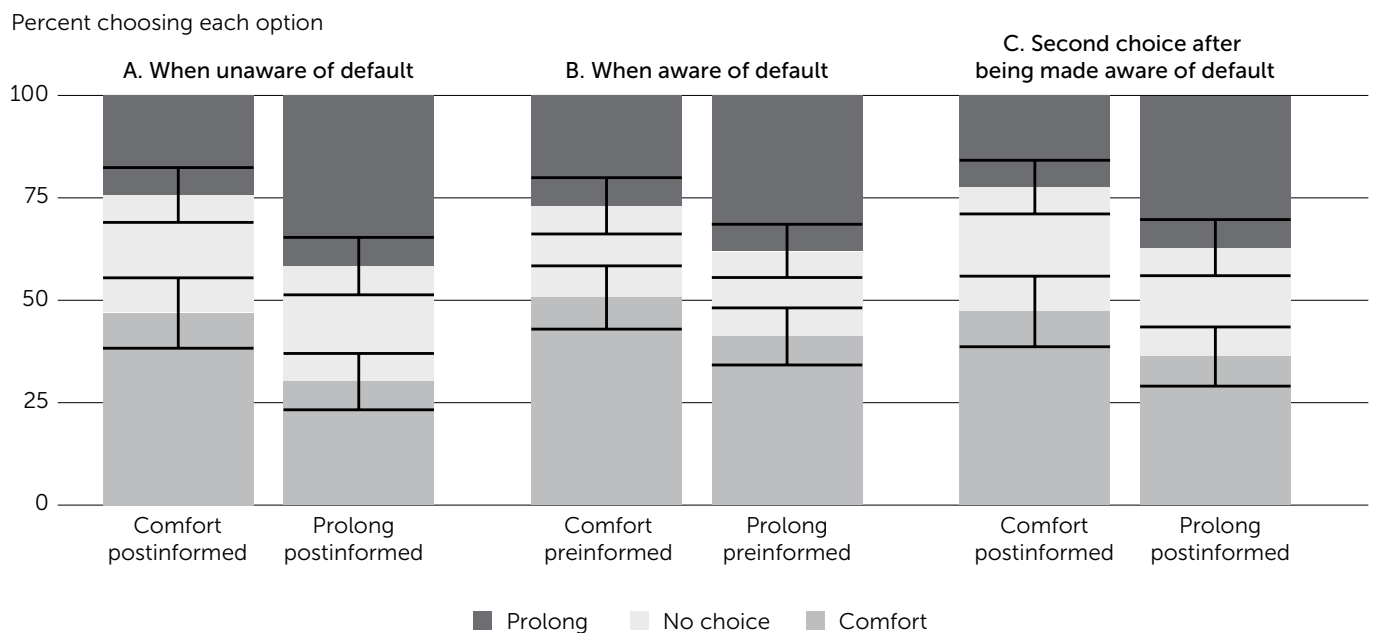 Percent choosing each option
A. When unaware of default
B. When aware of default
C. Second choice after
being made aware of default
100
75
50
25
0
Comfort
postinformed
Prolong
postinformed
Comfort
preinformed
Prolong
preinformed
Comfort
postinformed
Prolong
postinformed
Prolong
No choice
Comfort